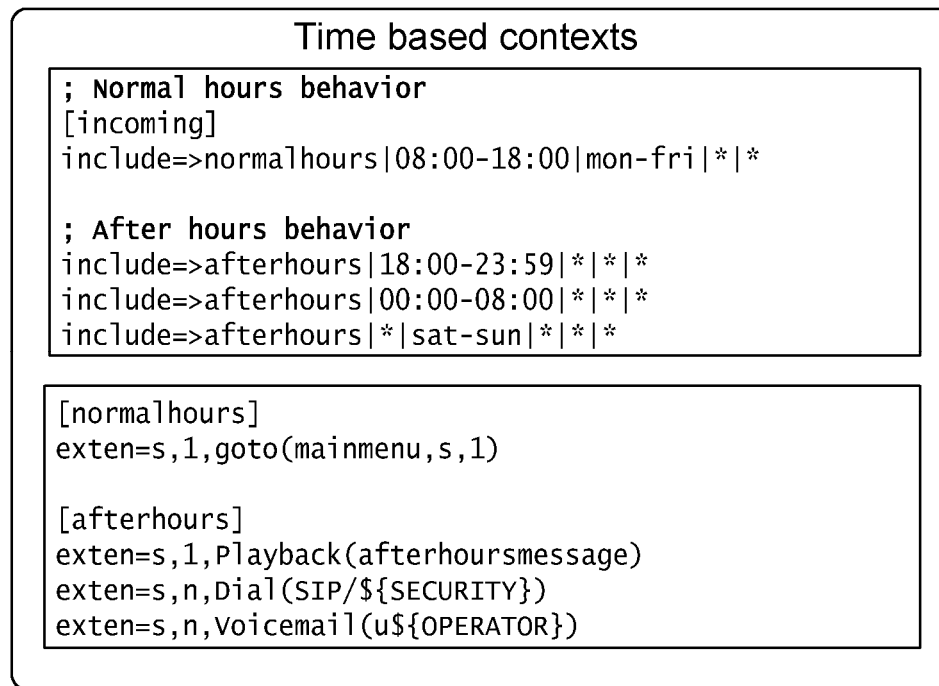 Time based contexts
; Normal hours behavior
[incoming]
include=>normalhours|08:00-18:00|mon-fri|*|*
; After hours behavior
include=>afterhours|18:00-23:59|*|*|*
include=>afterhours|00:00-08:00|*|*|*
include=>afterhours|*|sat-sun|*|*|*
[normalhours]
exten=s,1,goto(mainmenu,s,1)
[afterhours]
exten=s,1,Playback(afterhoursmessage)
exten=s,n,Dial(SIP/${SECURITY})
exten=s,n,Voicemail(u${OPERATOR})